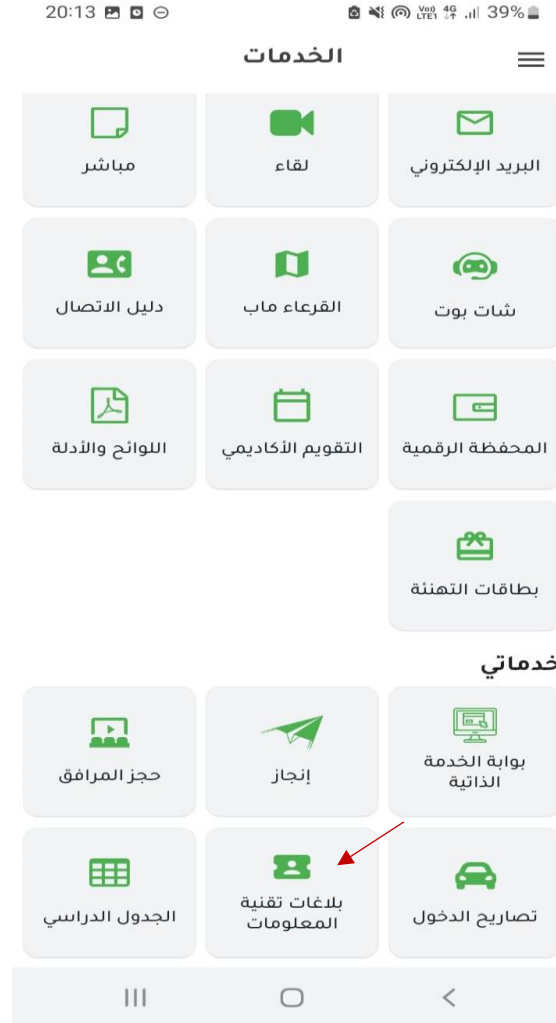 20:13 39%
الخدمات
البريد الإلكتروني
لقاء
مباشر
شات بوت
القرعاء ماب
دليل الاتصال
المحفظة الرقمية
التقويم الأكاديمي
اللوائح والأدلة
بطاقات التهنئة
خدماتي
بوابة الخدمة
الذاتية
إنجاز
حجز المرافق
تصاريح الدخول
بلاغات تقنية
المعلومات
الجدول الدراسي